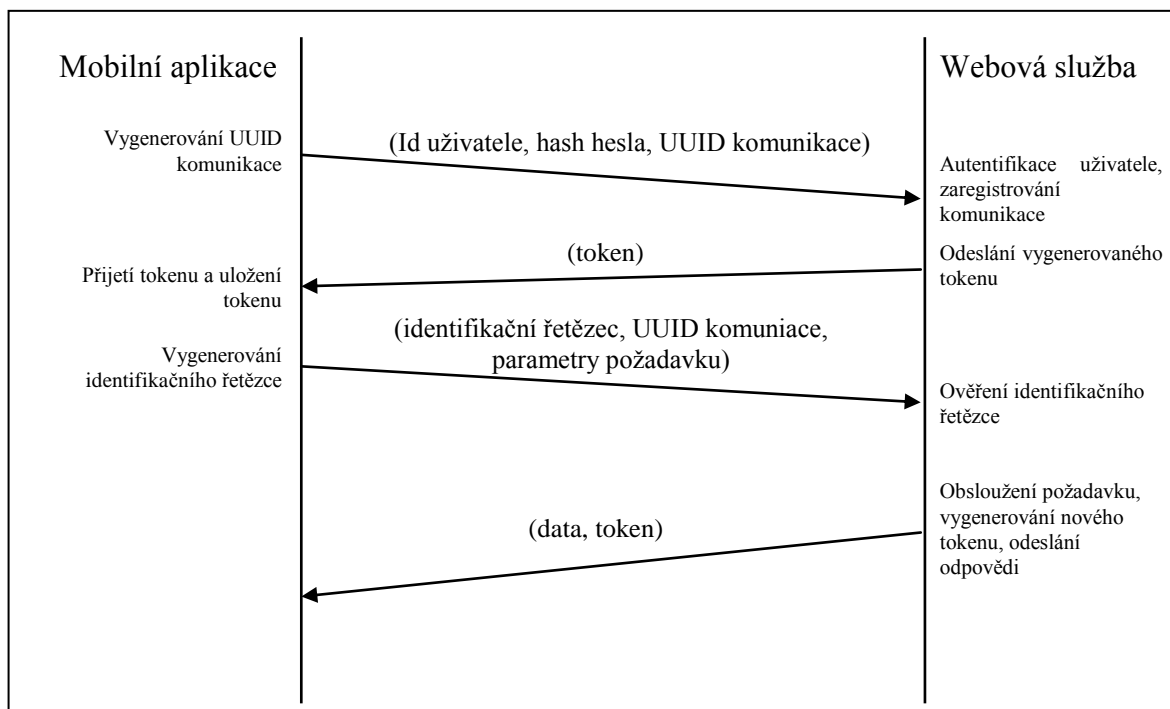 Mobilní aplikace
Webová služba
Vygenerování UUID
komunikace
(Id uživatele, hash hesla, UUID komunikace)
Autentifikace uživatele,
zaregistrování
komunikace
(token)
Odeslání vygenerovaného
tokenu
Přijetí tokenu a uložení
tokenu
(identifikační řetězec, UUID komuniace,
parametry požadavku)
Vygenerování
identifikačního řetězce
Ověření identifikačního
řetězce
Obsloužení požadavku,
vygenerování nového
tokenu, odeslání
odpovědi
(data, token)